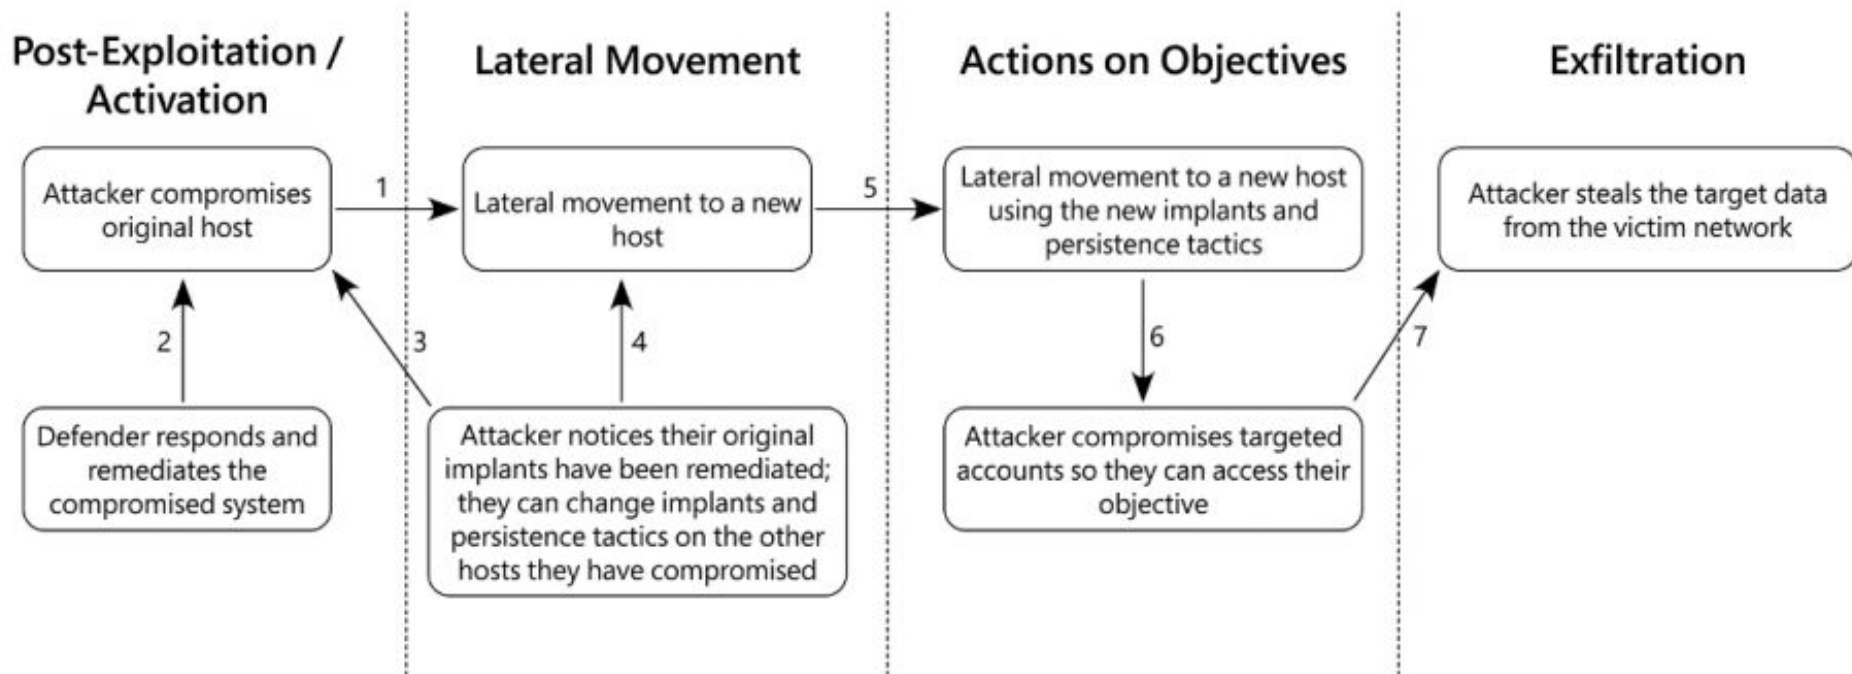 Post-Exploitation /
Activation
Lateral Movement
Actions on Objectives
Exfiltration
Attacker compromises
original host
1
Lateral movement to a new
host
5
Lateral movement to a new host
using the new implants and
persistence tactics
Attacker steals the target data
from the victim network
2
3
4
6
7
Defender responds and
remediates the
compromised system
Attacker notices their original
implants have been remediated;
they can change implants and
persistence tactics on the other
hosts they have compromised
Attacker compromises targeted
accounts so they can access their
objective